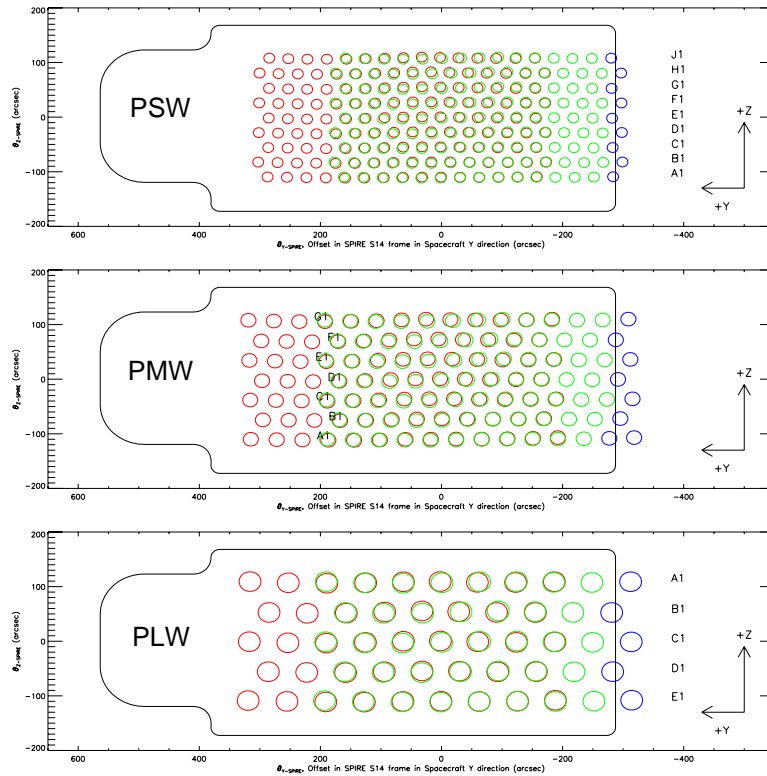 200
100
0
-100
-200
θZ-SPIRE (arcsec)
PSW
J1
H1
G1
F1
E1
D1
C1
B1
A1
+Z
+Y
600 400 200 0 -200 -400
θY-SPIRE, Offset in SPIRE S14 frame in Spacecraft Y direction (arcsec)
200
100
0
-100
-200
θZ-SPIRE (arcsec)
PMW
G1
F1
E1
D1
C1
B1
A1
+Z
+Y
600 400 200 0 -200 -400
θY-SPIRE, Offset in SPIRE S14 frame in Spacecraft Y direction (arcsec)
200
100
0
-100
-200
θZ-SPIRE (arcsec)
PLW
A1
B1
C1
D1
E1
+Z
+Y
600 400 200 0 -200 -400
θY-SPIRE, Offset in SPIRE S14 frame in Spacecraft Y direction (arcsec)